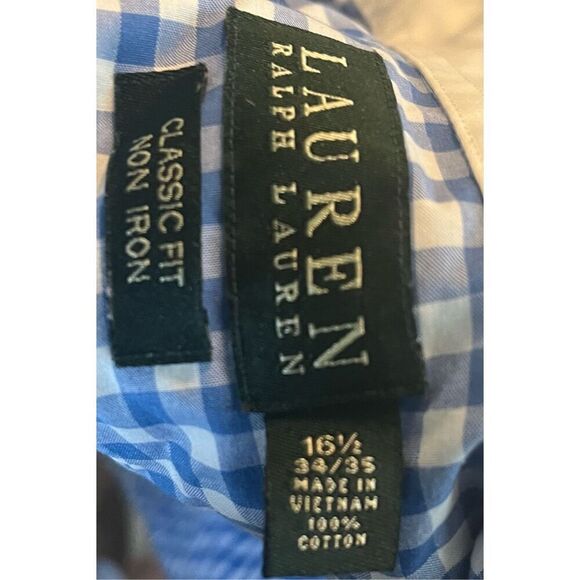 LAUREN
RALPH LAUREN
CLASSIC FIT
NON IRON
16½
34/35
MADE IN
VIETNAM
100%
COTTON